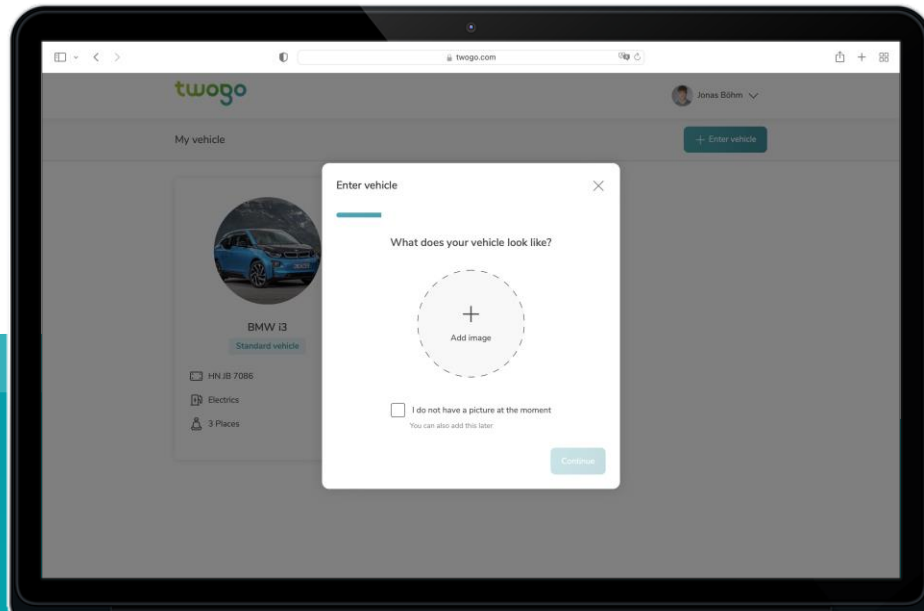 twogo.com
twogo
Jonas Böhm
My vehicle
+ Enter vehicle
Enter vehicle
What does your vehicle look like?
Add image
I do not have a picture at the moment
You can also add this later
Continue
BMW i3
Standard vehicle
HN JB 7086
Electrics
3 Places